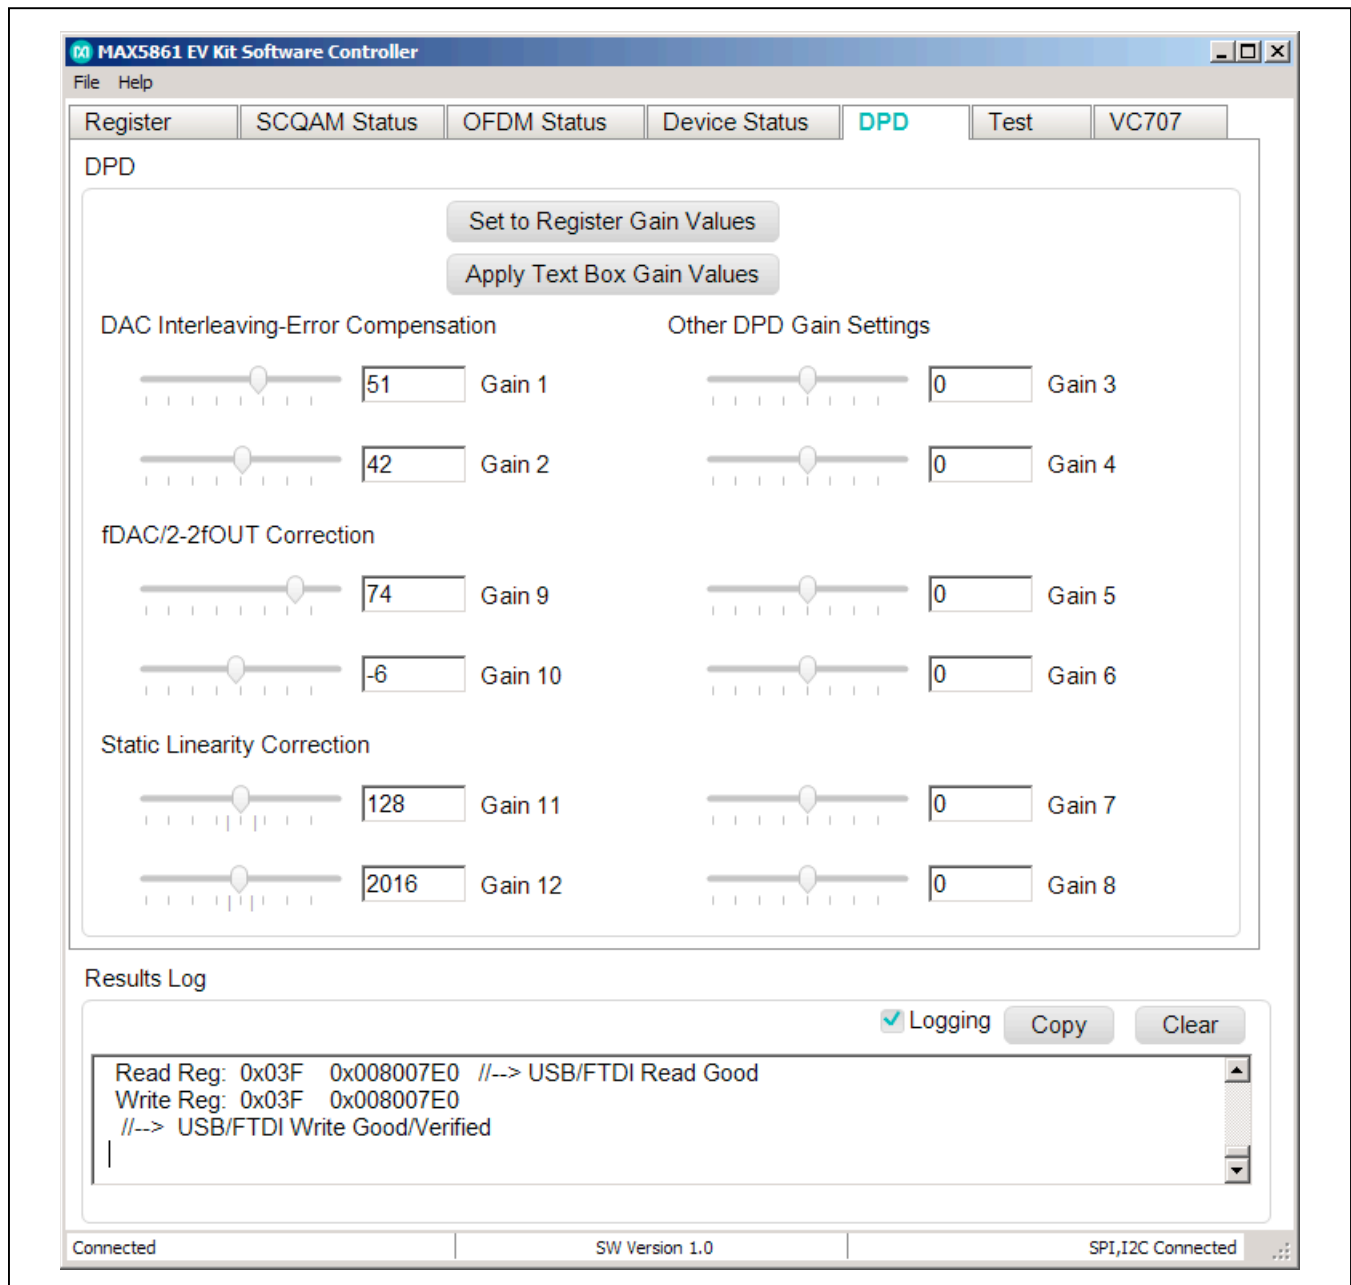 MAX5861 EV Kit Software Controller
File Help
Register SCQAM Status OFDM Status Device Status DPD Test VC707
DPD
Set to Register Gain Values
Apply Text Box Gain Values
DAC Interleaving-Error Compensation Other DPD Gain Settings
51 Gain 1 0 Gain 3
42 Gain 2 0 Gain 4
fDAC/2-2fOUT Correction
74 Gain 9 0 Gain 5
-6 Gain 10 0 Gain 6
Static Linearity Correction
128 Gain 11 0 Gain 7
2016 Gain 12 0 Gain 8
Results Log
Logging Copy Clear
Read Reg: 0x03F 0x008007E0 //--> USB/FTDI Read Good
Write Reg: 0x03F 0x008007E0
//--> USB/FTDI Write Good/Verified
Connected SW Version 1.0 SPI,I2C Connected